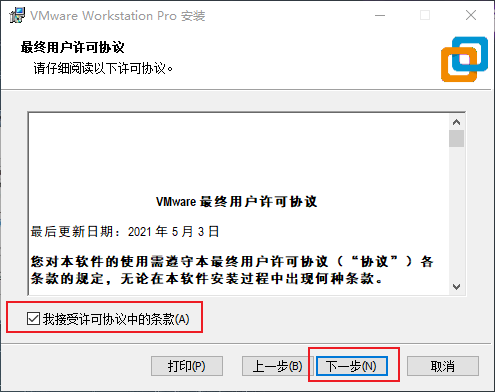 VMware Workstation Pro 安装
最终用户许可协议
请仔细阅读以下许可协议。
VMware 最终用户许可协议
最后更新日期：2021 年 5 月 3 日
您对本软件的使用需遵守本最终用户许可协议（“协议”）各
条款的规定，无论在本软件安装过程中出现何种条款。
我接受许可协议中的条款(A)
打印(P) 上一步(B) 下一步(N) 取消